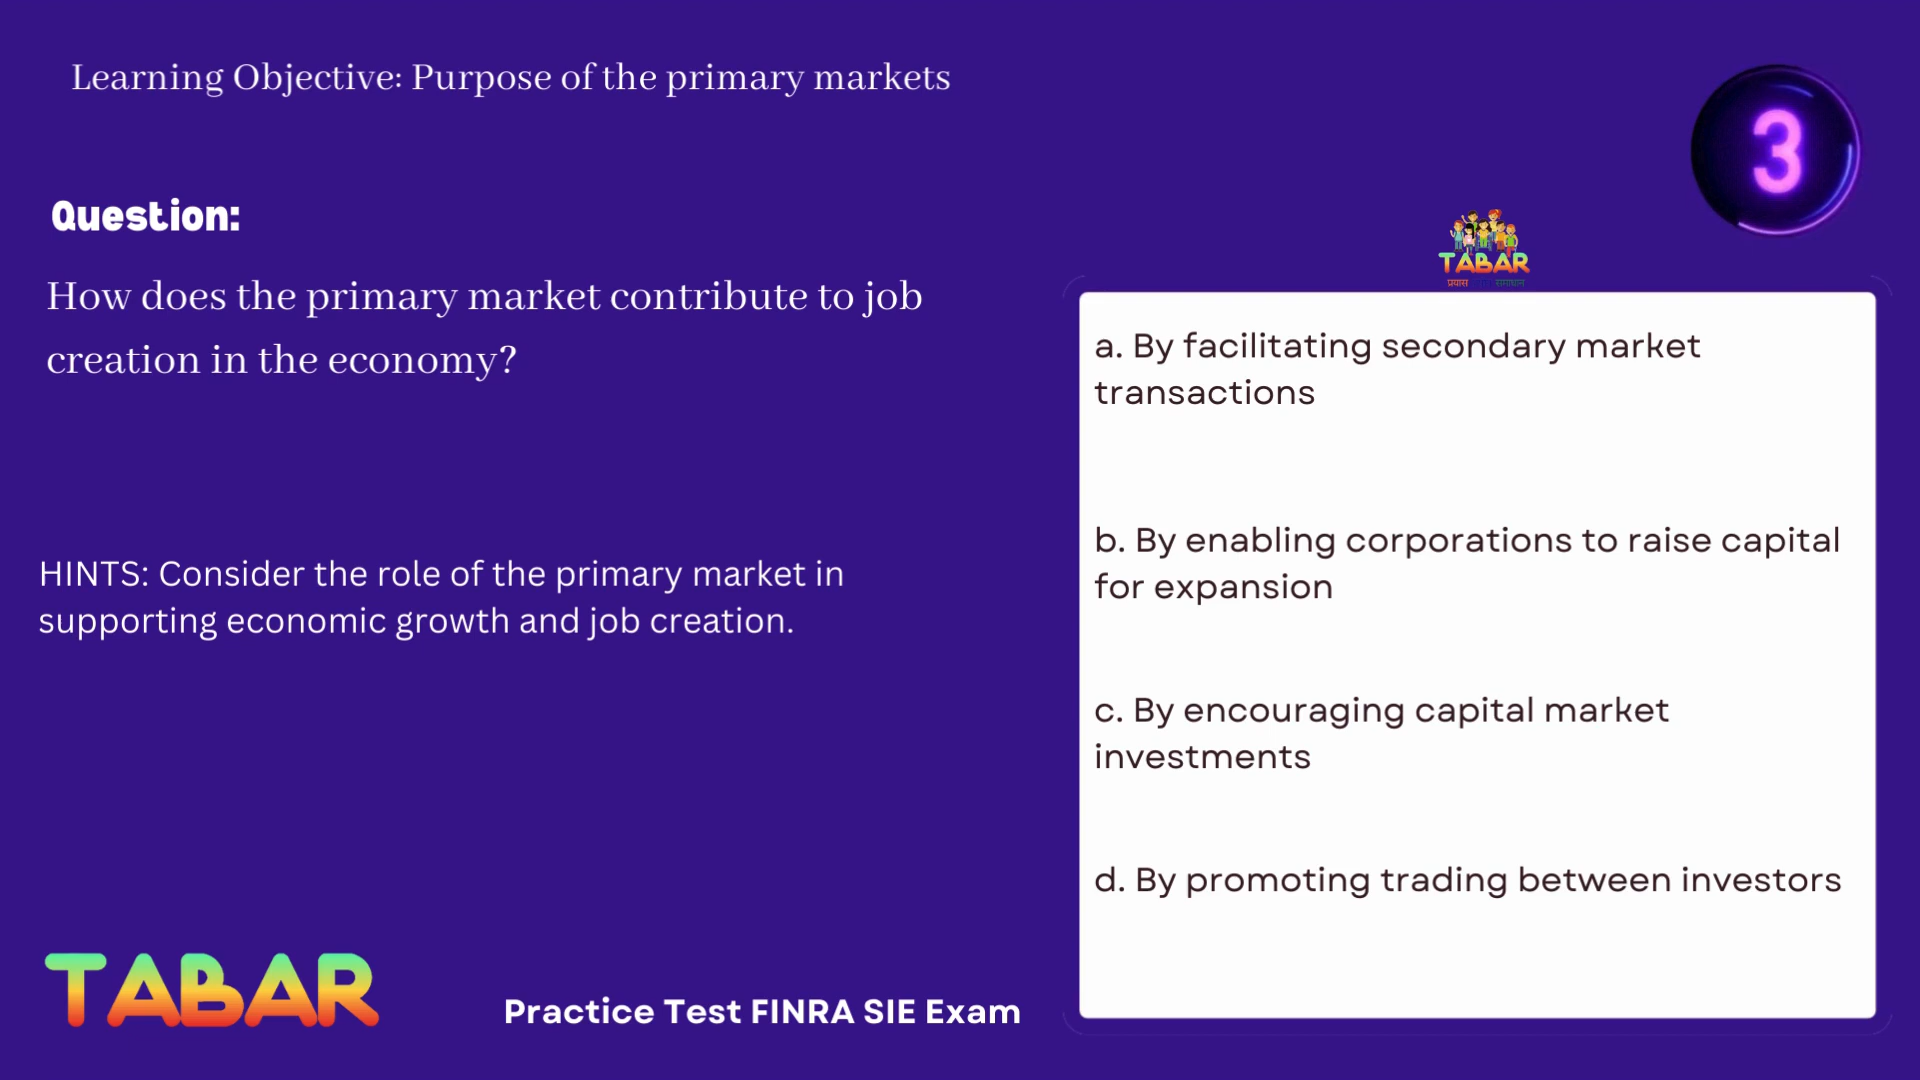 Learning Objective: Purpose of the primary markets
3
Question:
How does the primary market contribute to job
creation in the economy?
HINTS: Consider the role of the primary market in
supporting economic growth and job creation.
TABAR
प्रयास समाधान
a. By facilitating secondary market
transactions
b. By enabling corporations to raise capital
for expansion
c. By encouraging capital market
investments
d. By promoting trading between investors
TABAR
Practice Test FINRA SIE Exam